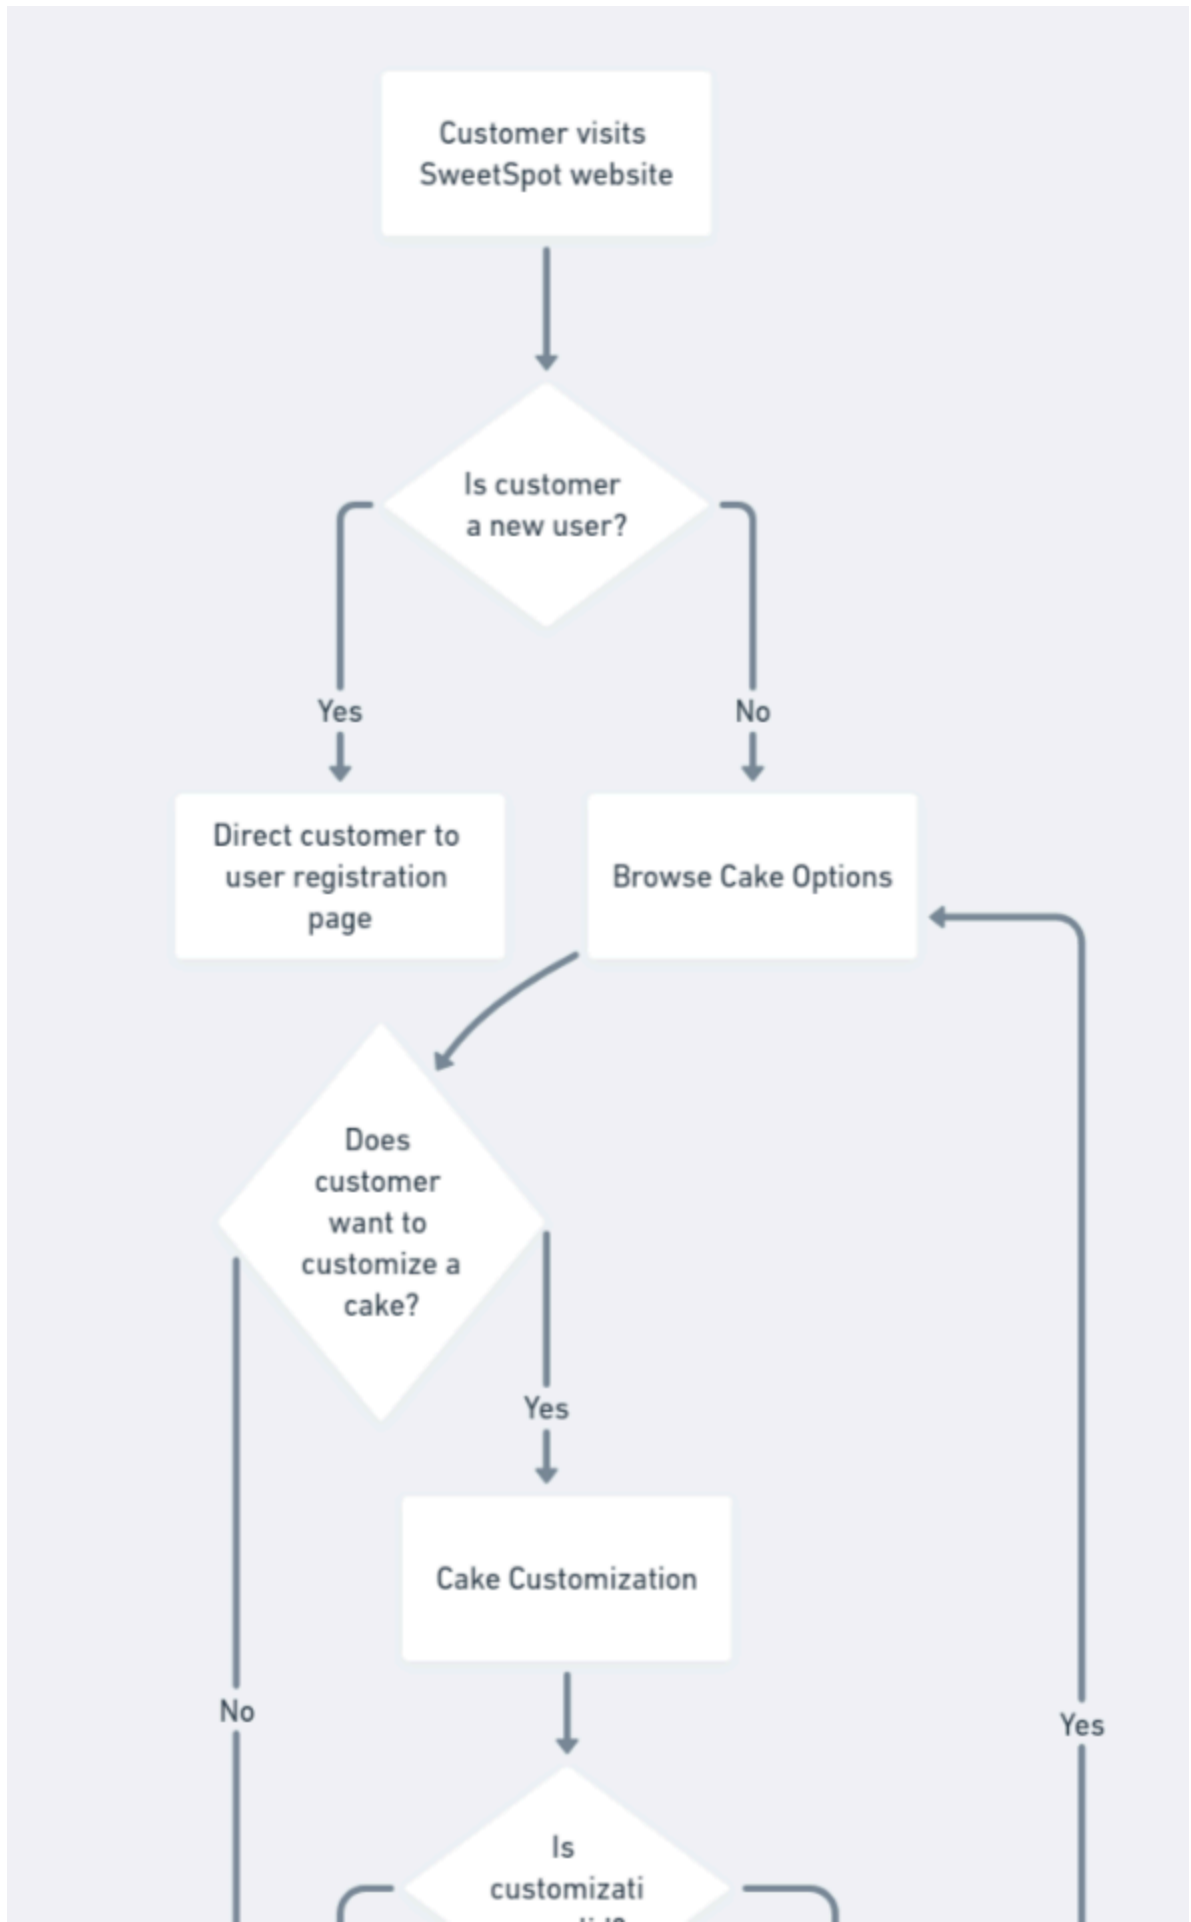 Customer visits
SweetSpot website
Is customer
a new user?
Yes
No
Direct customer to
user registration
page
Browse Cake Options
Does
customer
want to
customize a
cake?
Yes
Cake Customization
No
Yes
Is
customizati